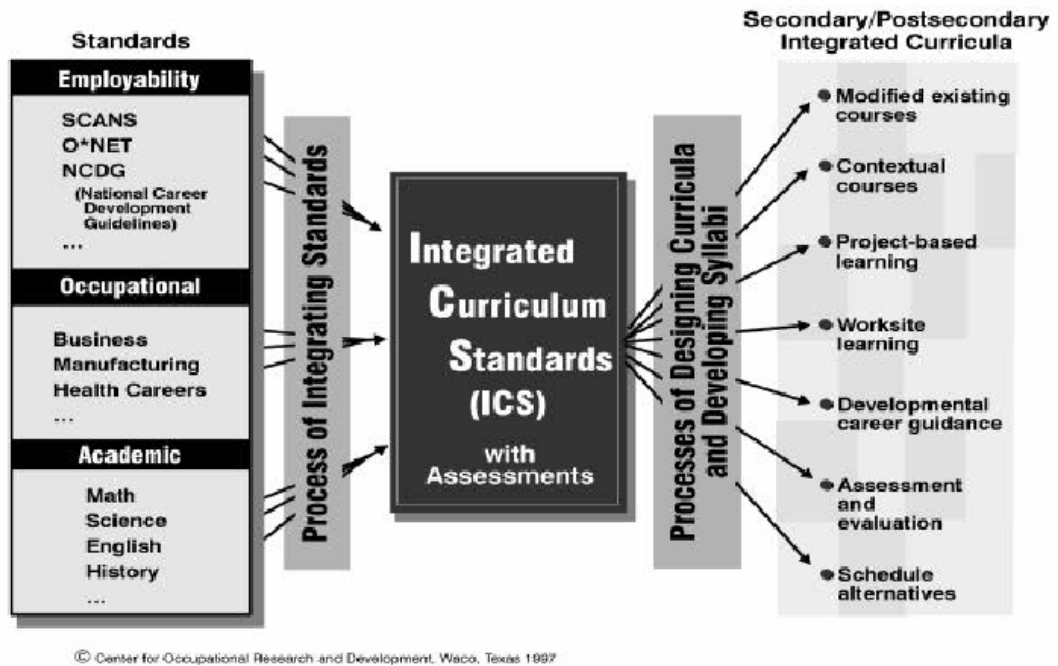 Standards
Employability
SCANS
O*NET
NCDG
(National Career
Development
Guidelines)
...
Occupational
Business
Manufacturing
Health Careers
...
Academic
Math
Science
English
History
...
Process of Integrating Standards
Integrated
Curriculum
Standards
(ICS)
with
Assessments
Processes of Designing Curricula
and Developing Syllabi
Secondary/Postsecondary
Integrated Curricula
Modified existing
courses
Contextual
courses
Project-based
learning
Worksite
learning
Developmental
career guidance
Assessment
and
evaluation
Schedule
alternatives
© Center for Occupational Research and Development, Waco, Texas 1997